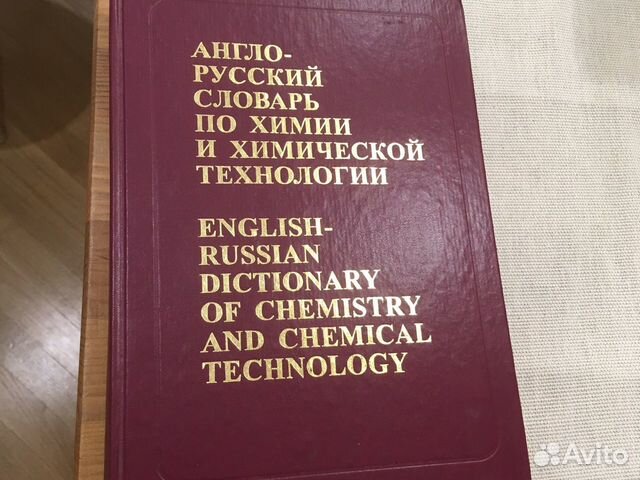 АНГЛО-
РУССКИЙ
СЛОВАРЬ
ПО ХИМИИ
И ХИМИЧЕСКОЙ
ТЕХНОЛОГИИ
ENGLISH-
RUSSIAN
DICTIONARY
OF CHEMISTRY
AND CHEMICAL
TECHNOLOGY
Avito